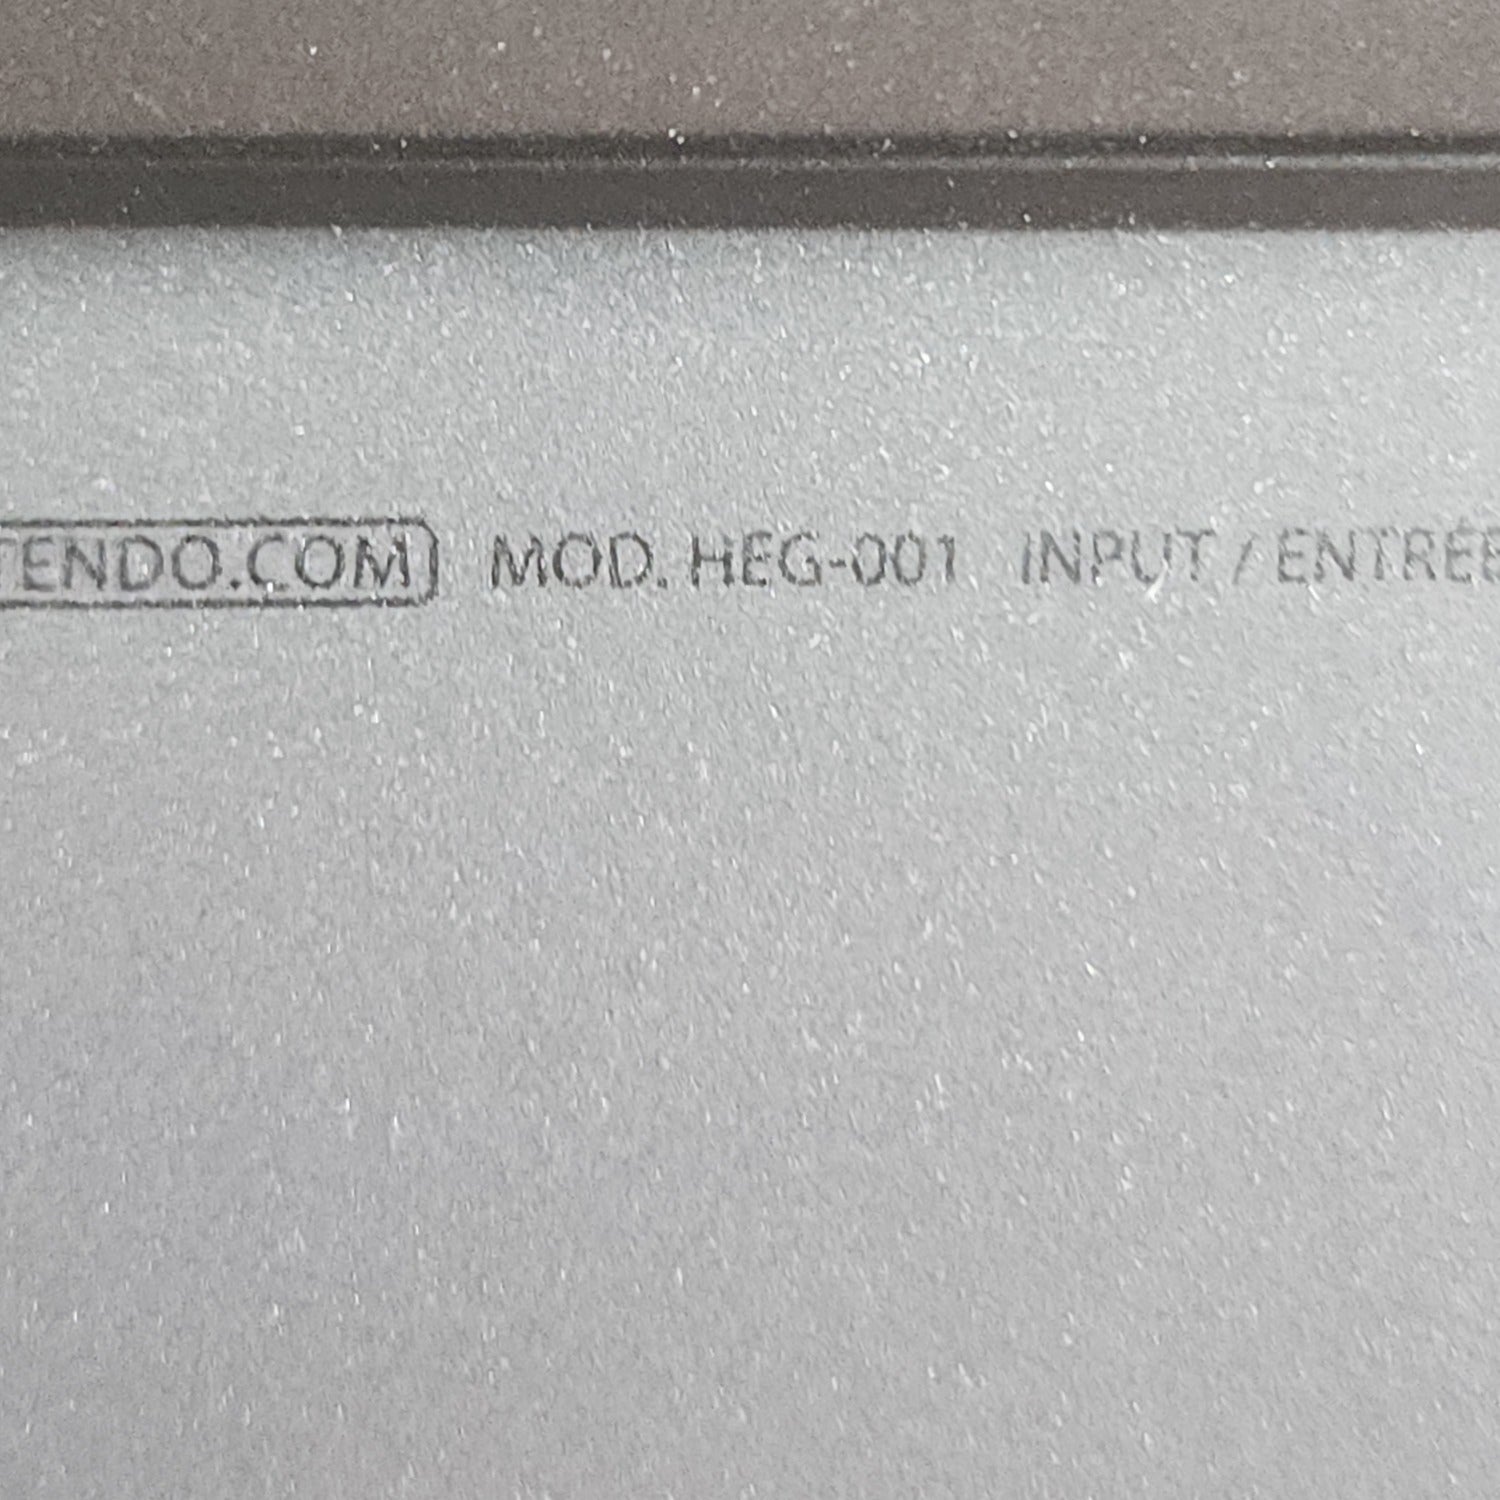 TENDO.COM MOD. HEG-001 INPUT / ENTRÉE